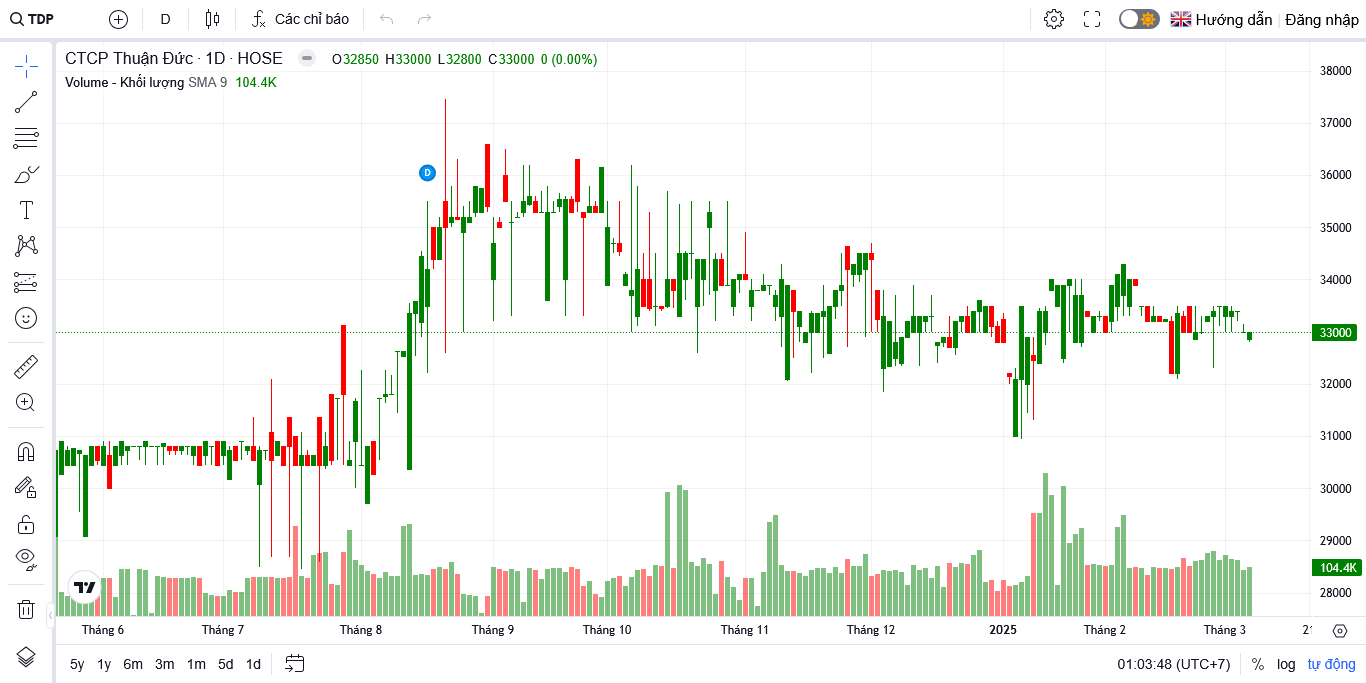 TDP D Các chỉ báo Hướng dẫn Đăng nhập
CTCP Thuận Đức · 1D · HOSE O32850 H33000 L32800 C33000 0 (0.00%)
Volume - Khối lượng SMA 9 104.4K
D
38000
37000
36000
35000
34000
33000
32000
31000
30000
29000
104.4K
28000
Tháng 6 Tháng 7 Tháng 8 Tháng 9 Tháng 10 Tháng 11 Tháng 12 2025 Tháng 2 Tháng 3
5y 1y 6m 3m 1m 5d 1d 01:03:48 (UTC+7) % log tự động